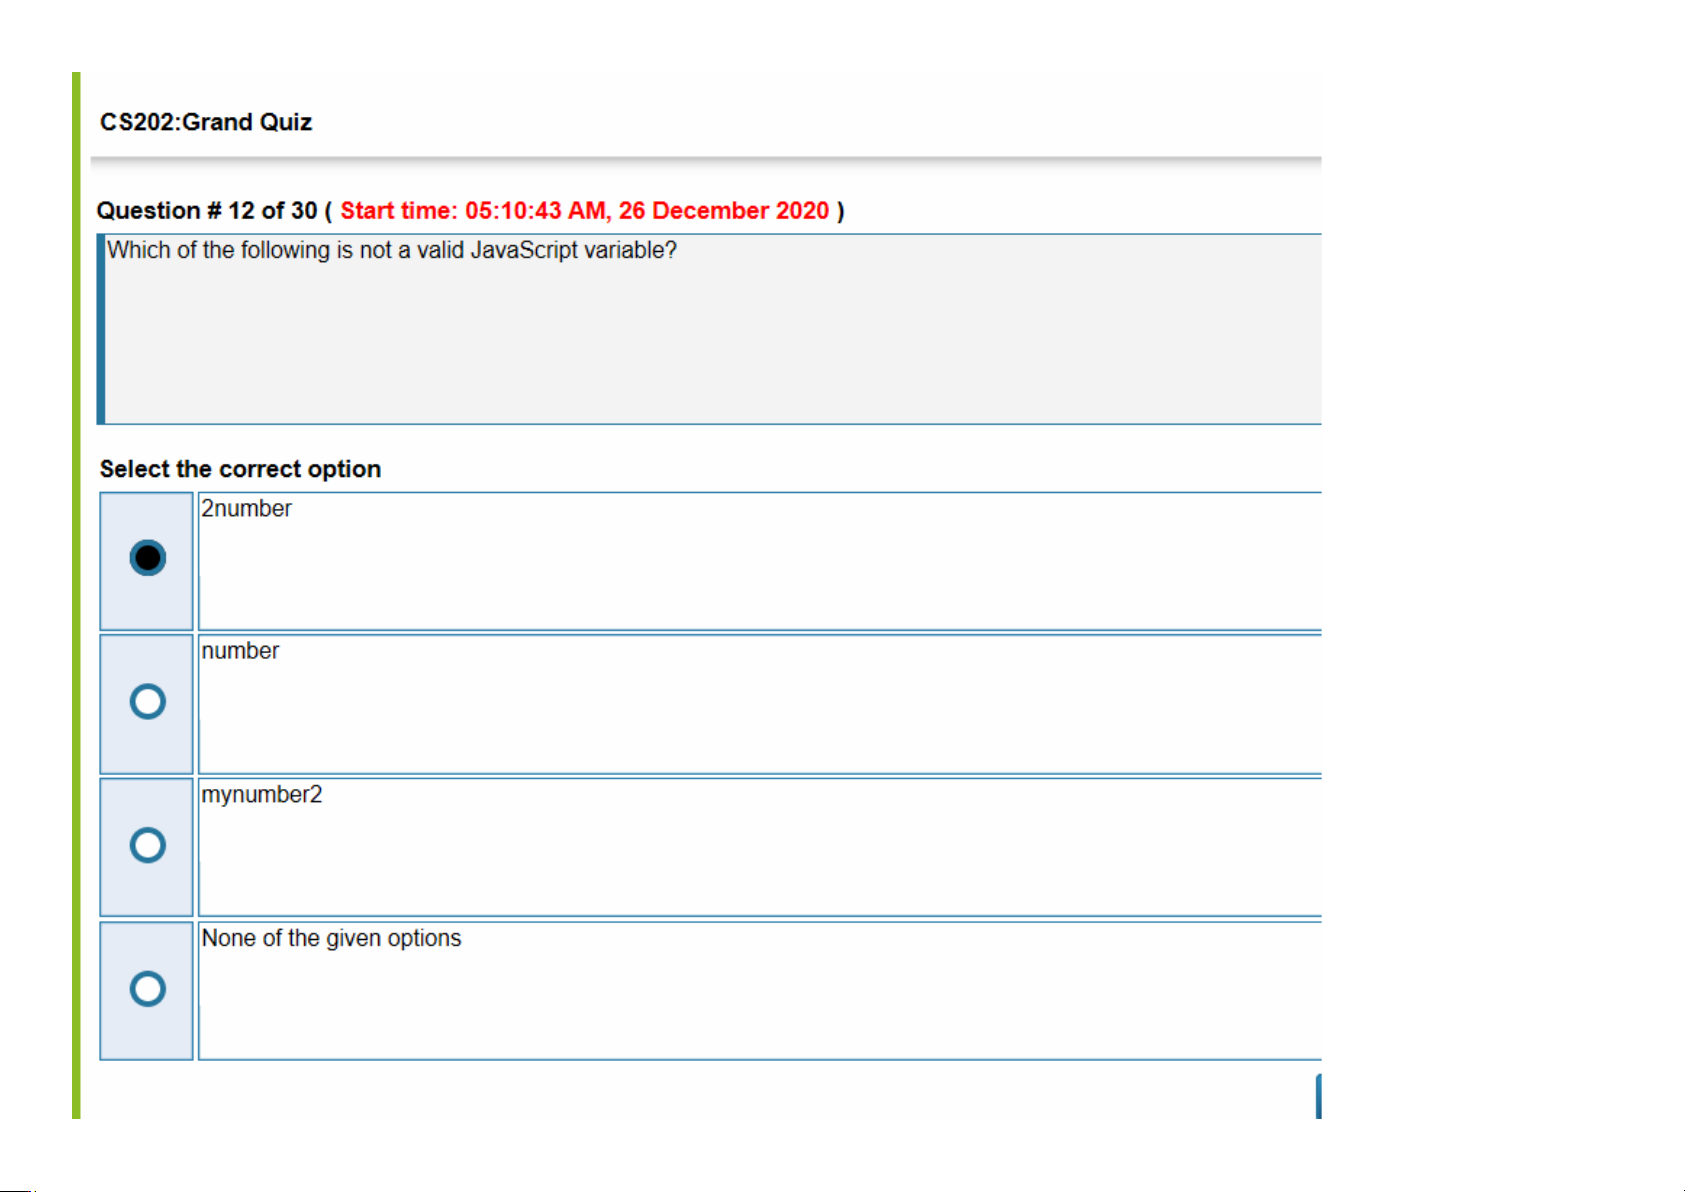 CS202:Grand Quiz
Question # 12 of 30 ( Start time: 05:10:43 AM, 26 December 2020 )
Which of the following is not a valid JavaScript variable?
Select the correct option
2number
number
mynumber2
None of the given options